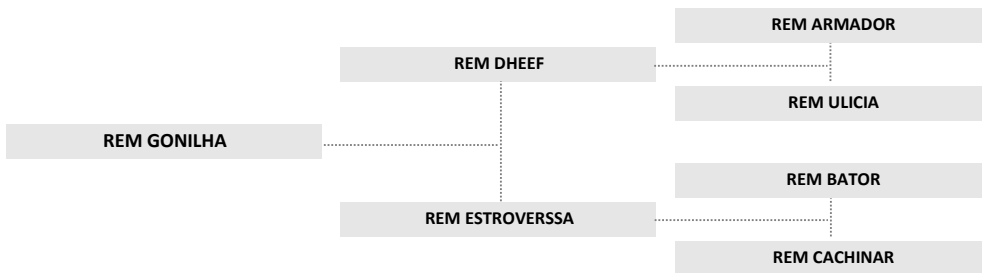 REM ARMADOR
REM DHEEF
REM ULICIA
REM GONILHA
REM BATOR
REM ESTROVERSSA
REM CACHINAR